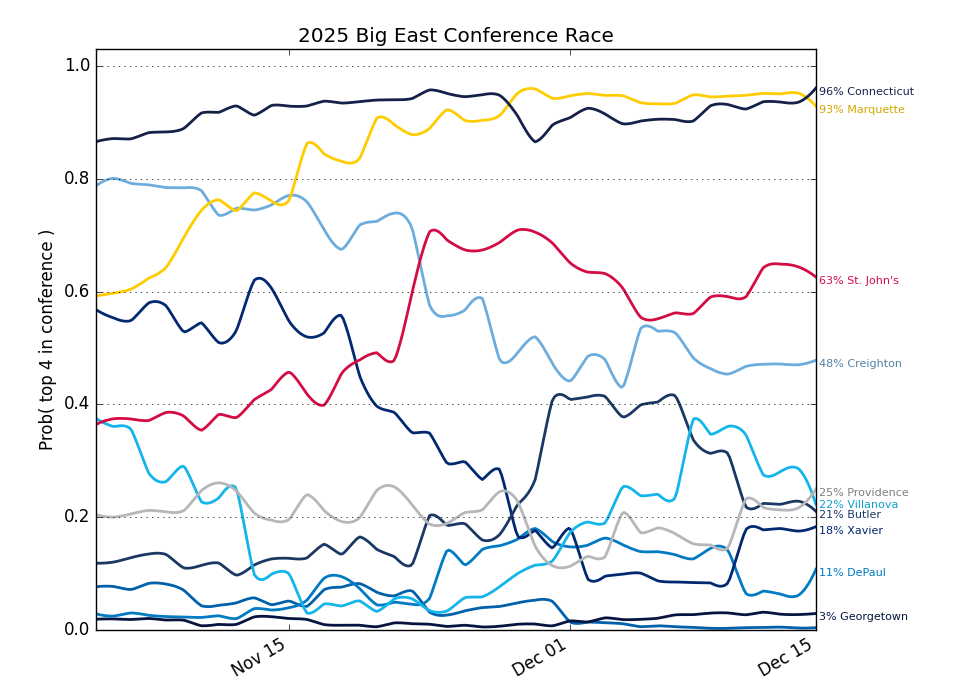 2025 Big East Conference Race
Prob( top 4 in conference )
1.0
0.8
0.6
0.4
0.2
0.0
Nov 15
Dec 01
Dec 15
96% Connecticut
93% Marquette
63% St. John's
48% Creighton
25% Providence
22% Villanova
21% Butler
18% Xavier
11% DePaul
3% Georgetown